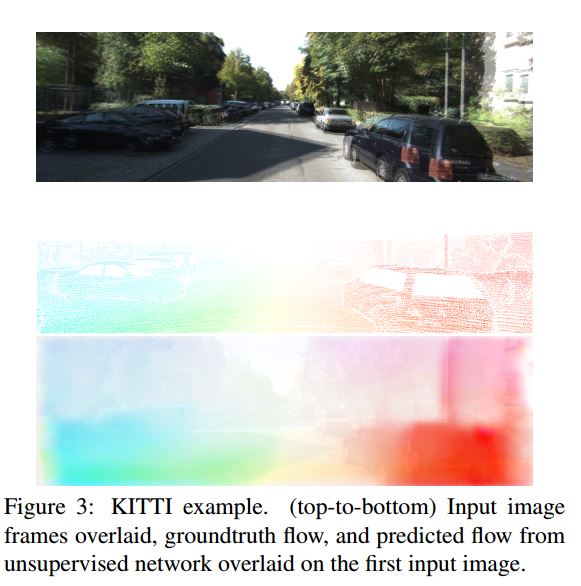 Figure 3: KITTI example. (top-to-bottom) Input image
frames overlaid, groundtruth flow, and predicted flow from
unsupervised network overlaid on the first input image.